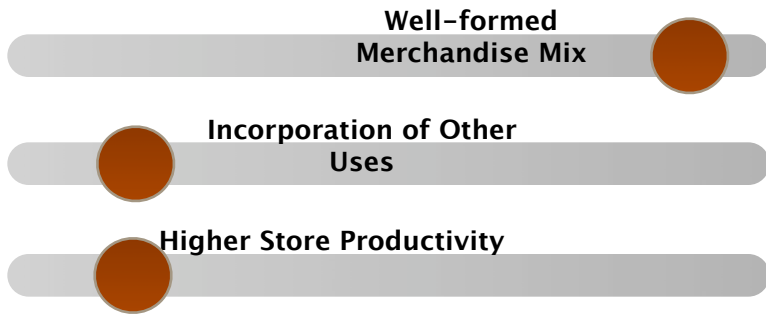 Well-formed
Merchandise Mix
Incorporation of Other
Uses
Higher Store Productivity